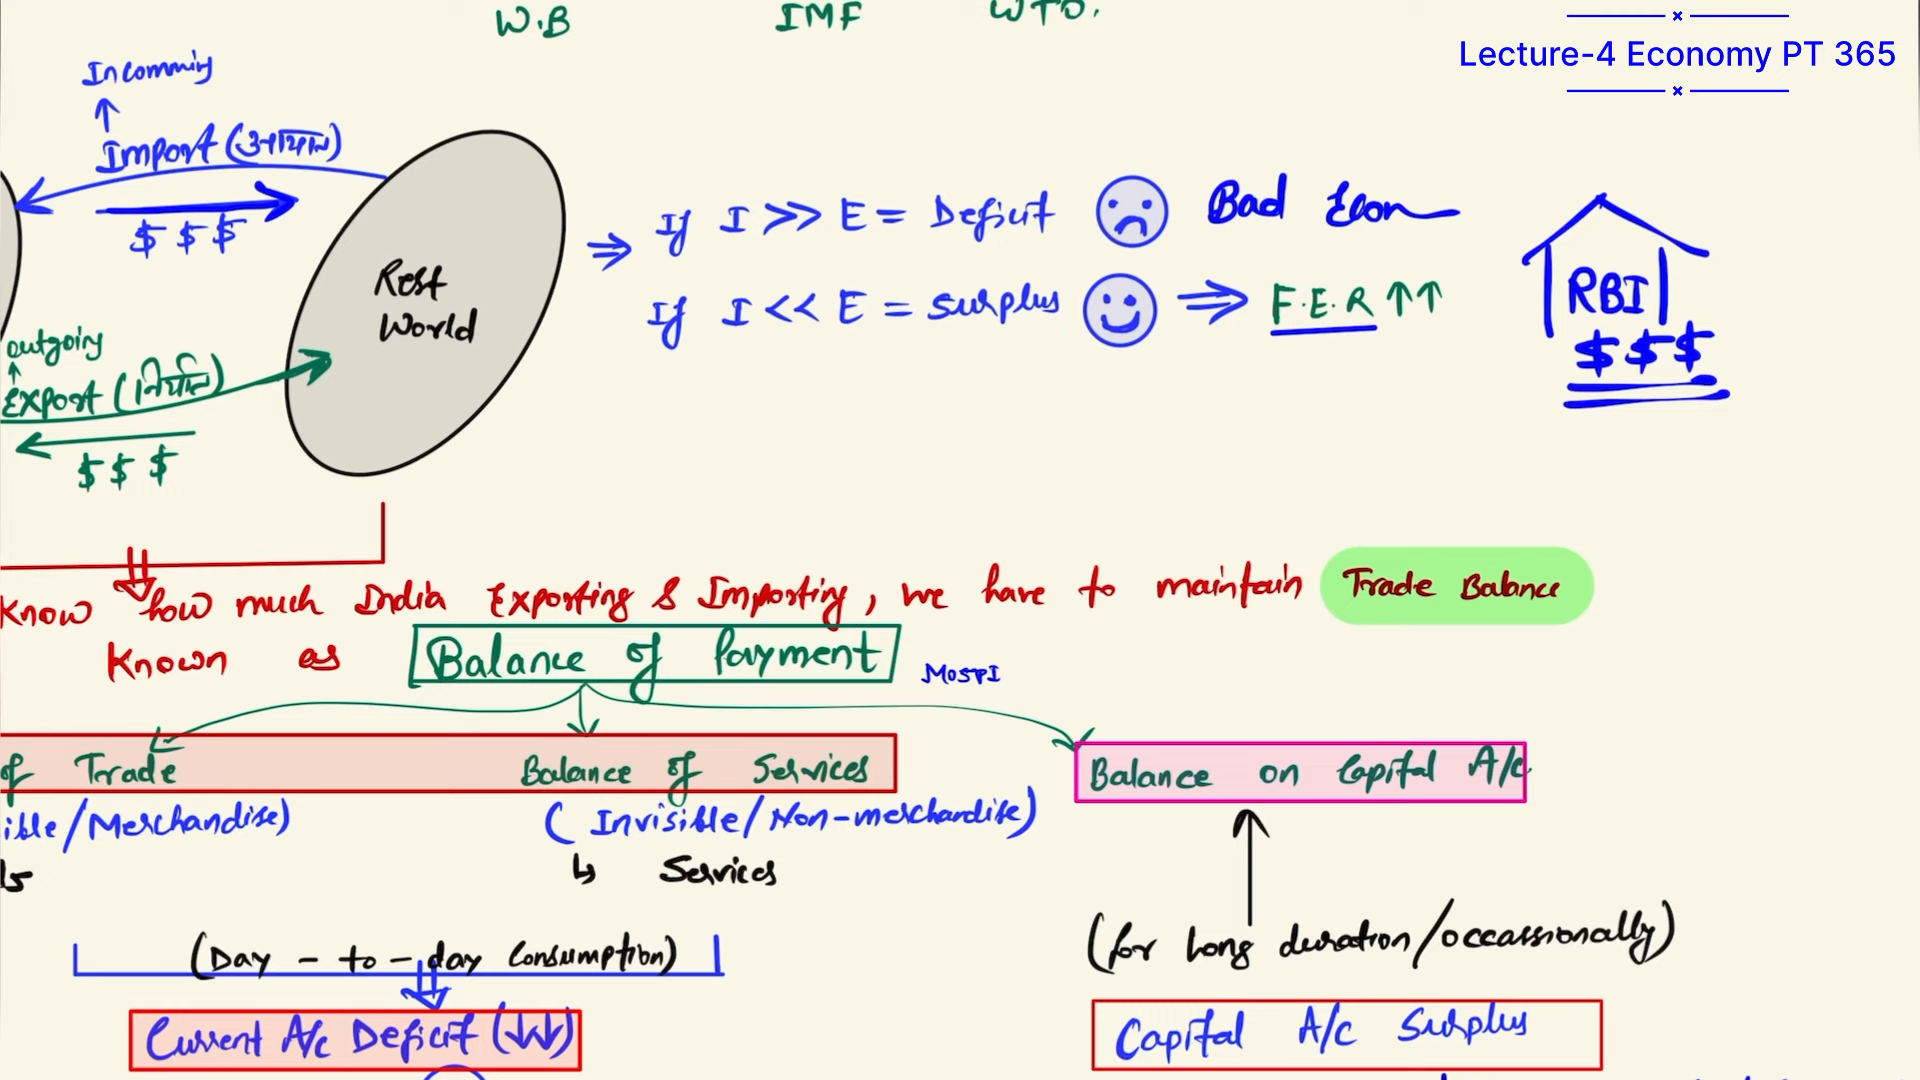 W.B IMF WTO.
Lecture-4 Economy PT 365
Incomming
Import (आयात)
$ $ $
Rest
World
If I >> E = Deficit Bad Econ
If I << E = Surplus ⇒ F.E.R ↑↑
RBI
$ $ $
outgoing
Export (निर्यात)
$ $ $
Know how much India Exporting & Importing, we have to maintain Trade Balance
Known as Balance of Payment MOSPI
of Trade Balance of Services Balance on Capital A/c
ible/Merchandise) (Invisible/Non-merchandise)
ls ↳ Services
(Day - to - day Consumption) (for long duration/occassionally)
Current A/c Deficit (↓↓) Capital A/c Surplus